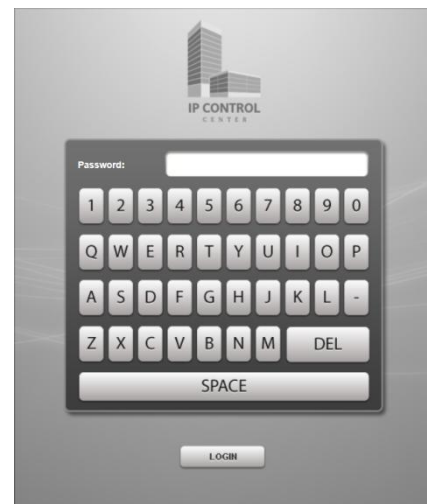 IP CONTROL
CENTER
Password:
1 2 3 4 5 6 7 8 9 0
Q W E R T Y U I O P
A S D F G H J K L -
Z X C V B N M DEL
SPACE
LOGIN